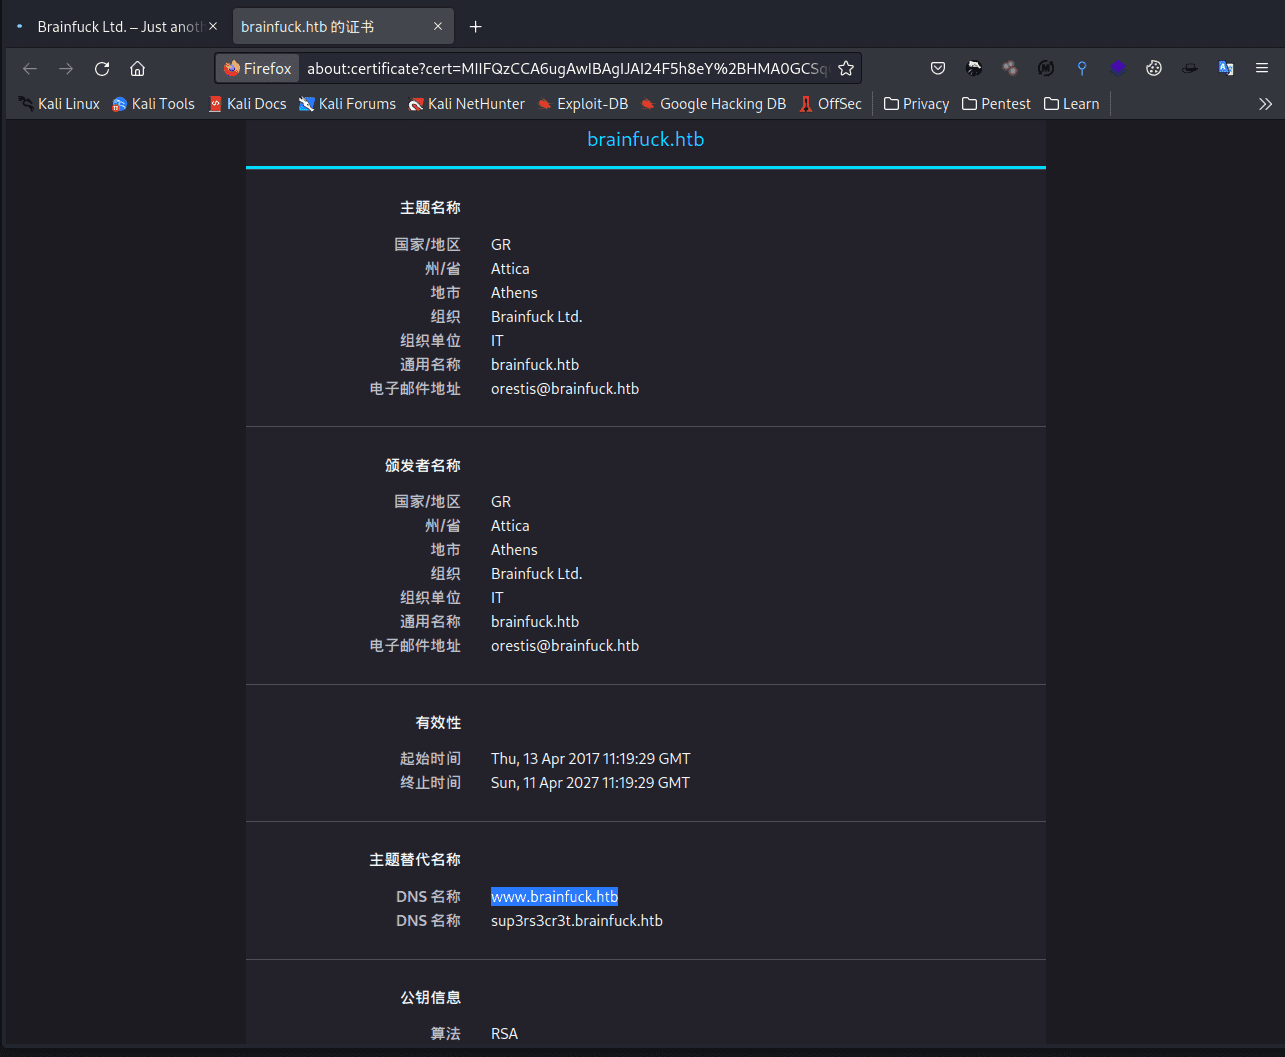 Brainfuck Ltd. – Just anoth
brainfuck.htb 的证书
Firefox about:certificate?cert=MIIFQzCCA6ugAwIBAgIJAI24F5h8eY%2BHMA0GCSq
Kali Linux Kali Tools Kali Docs Kali Forums Kali NetHunter Exploit-DB Google Hacking DB OffSec Privacy Pentest Learn
brainfuck.htb
主题名称
国家/地区 GR
州/省 Attica
地市 Athens
组织 Brainfuck Ltd.
组织单位 IT
通用名称 brainfuck.htb
电子邮件地址 orestis@brainfuck.htb
颁发者名称
国家/地区 GR
州/省 Attica
地市 Athens
组织 Brainfuck Ltd.
组织单位 IT
通用名称 brainfuck.htb
电子邮件地址 orestis@brainfuck.htb
有效性
起始时间 Thu, 13 Apr 2017 11:19:29 GMT
终止时间 Sun, 11 Apr 2027 11:19:29 GMT
主题替代名称
DNS 名称 www.brainfuck.htb
DNS 名称 sup3rs3cr3t.brainfuck.htb
公钥信息
算法 RSA